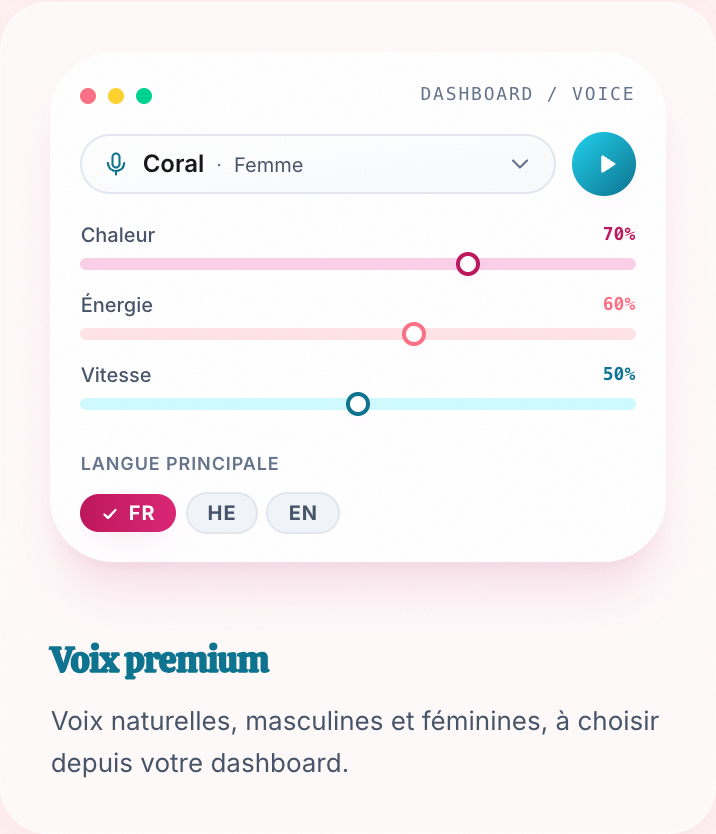 DASHBOARD / VOICE
Coral · Femme
Chaleur 70%
Énergie 60%
Vitesse 50%
LANGUE PRINCIPALE
FR HE EN
Voix premium
Voix naturelles, masculines et féminines, à choisir
depuis votre dashboard.